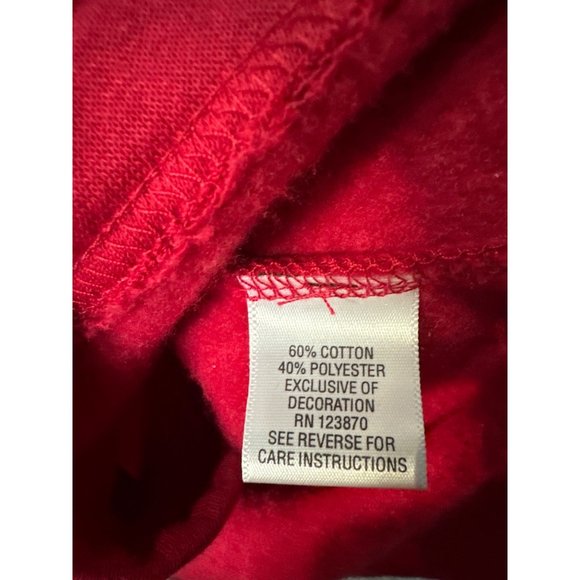 60% COTTON
40% POLYESTER
EXCLUSIVE OF
DECORATION
RN 123870
SEE REVERSE FOR
CARE INSTRUCTIONS